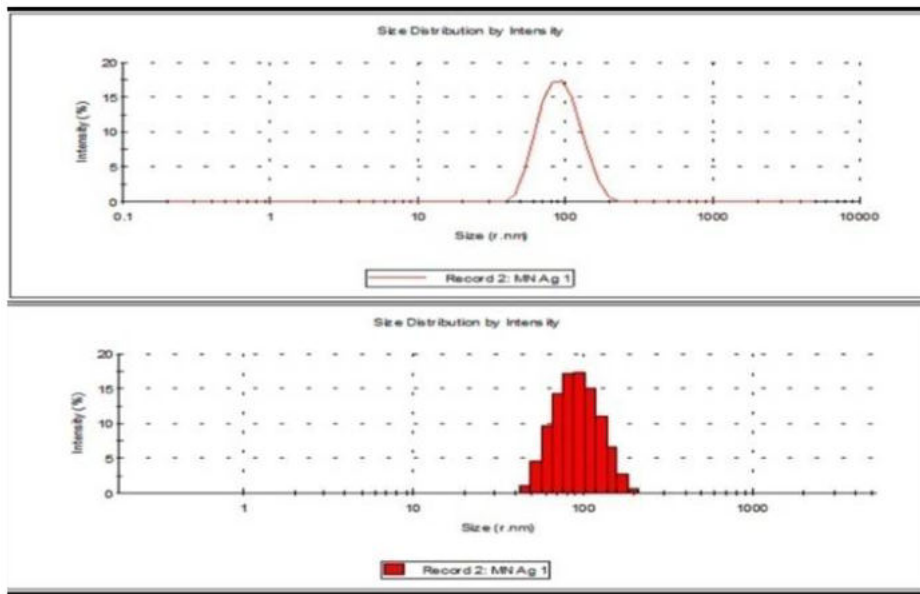 Size Distribution by Intensity
20
15
10
5
0
Intensity (%)
0.1 1 10 100 1000 10000
Size (r.nm)
Record 2: MN Ag 1
Size Distribution by Intensity
20
15
10
5
0
Intensity (%)
1 10 100 1000
Size (r.nm)
Record 2: MN Ag 1